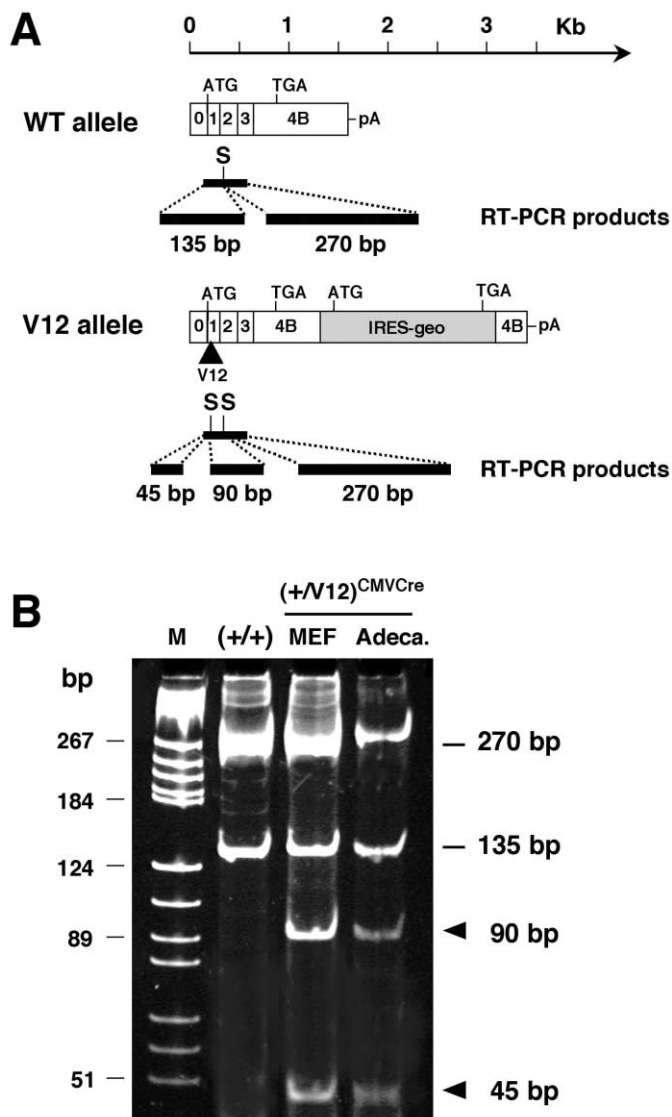 A
0 1 2 3 Kb
ATG TGA
WT allele 0 1 2 3 4B pA
S
135 bp 270 bp RT-PCR products
ATG TGA ATG TGA
V12 allele 0 1 2 3 4B IRES-geo 4B pA
V12
S S
45 bp 90 bp 270 bp RT-PCR products
B
(+/V12)CMVCre
M (+/+) MEF Adeca.
bp
267 270 bp
184
135 bp
124
89 90 bp
51 45 bp